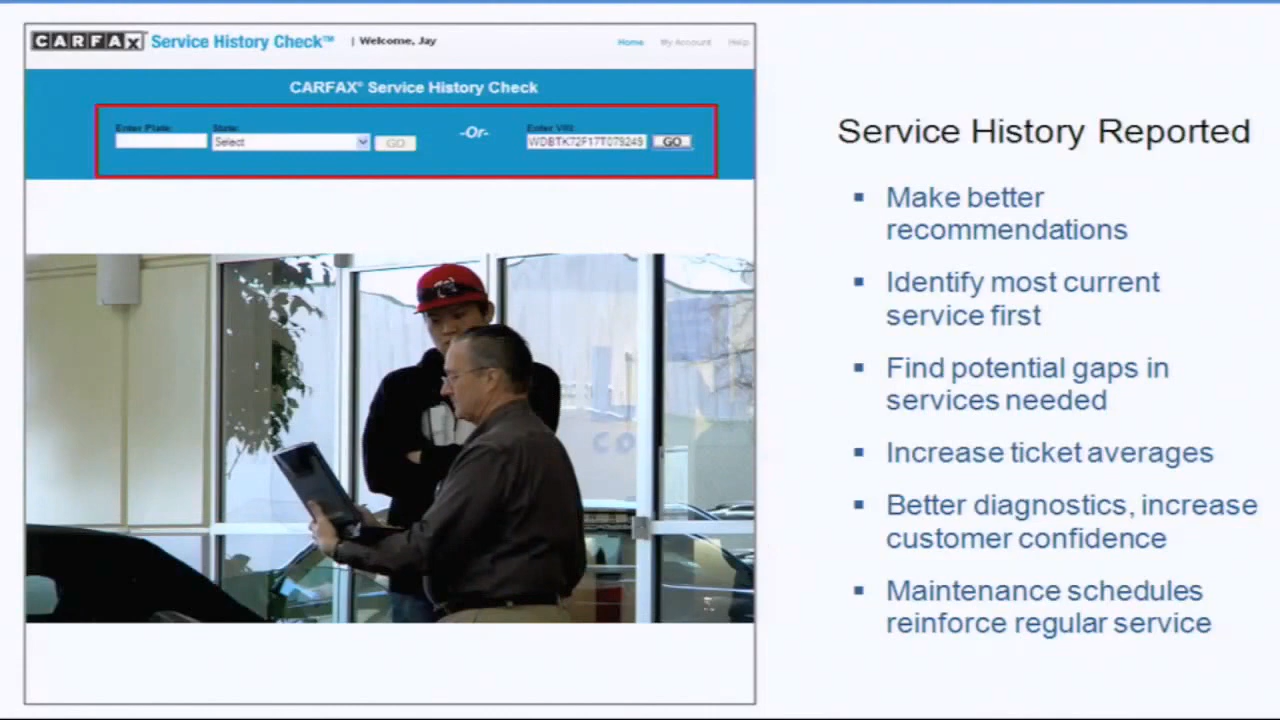 CARFAX Service History Check™ | Welcome, Jay
Home My Account Help
CARFAX® Service History Check
Enter Plate: State: -Or- Enter VIN:
Select GO WDBTK72F17T079249 GO
CO
Service History Reported
▪ Make better
recommendations
▪ Identify most current
service first
▪ Find potential gaps in
services needed
▪ Increase ticket averages
▪ Better diagnostics, increase
customer confidence
▪ Maintenance schedules
reinforce regular service